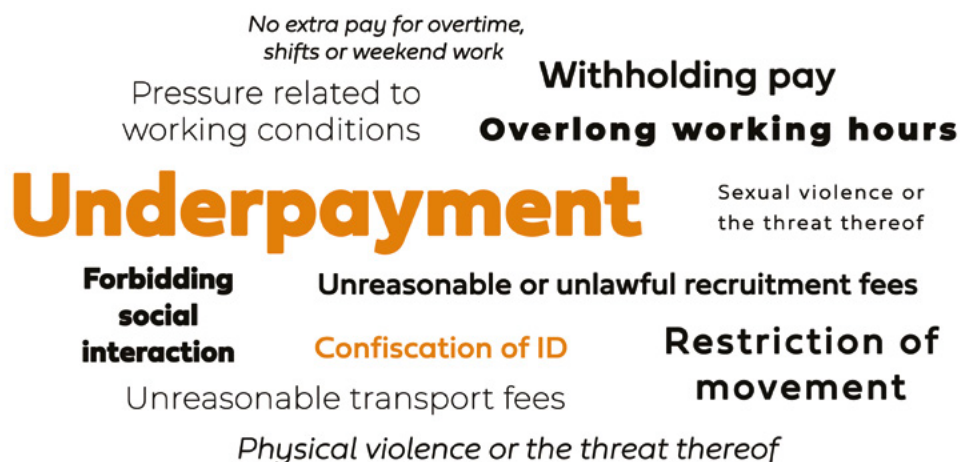 No extra pay for overtime,
shifts or weekend work
Withholding pay
Pressure related to
working conditions
Overlong working hours
Underpayment
Sexual violence or
the threat thereof
Forbidding
social
interaction
Unreasonable or unlawful recruitment fees
Confiscation of ID
Restriction of
movement
Unreasonable transport fees
Physical violence or the threat thereof